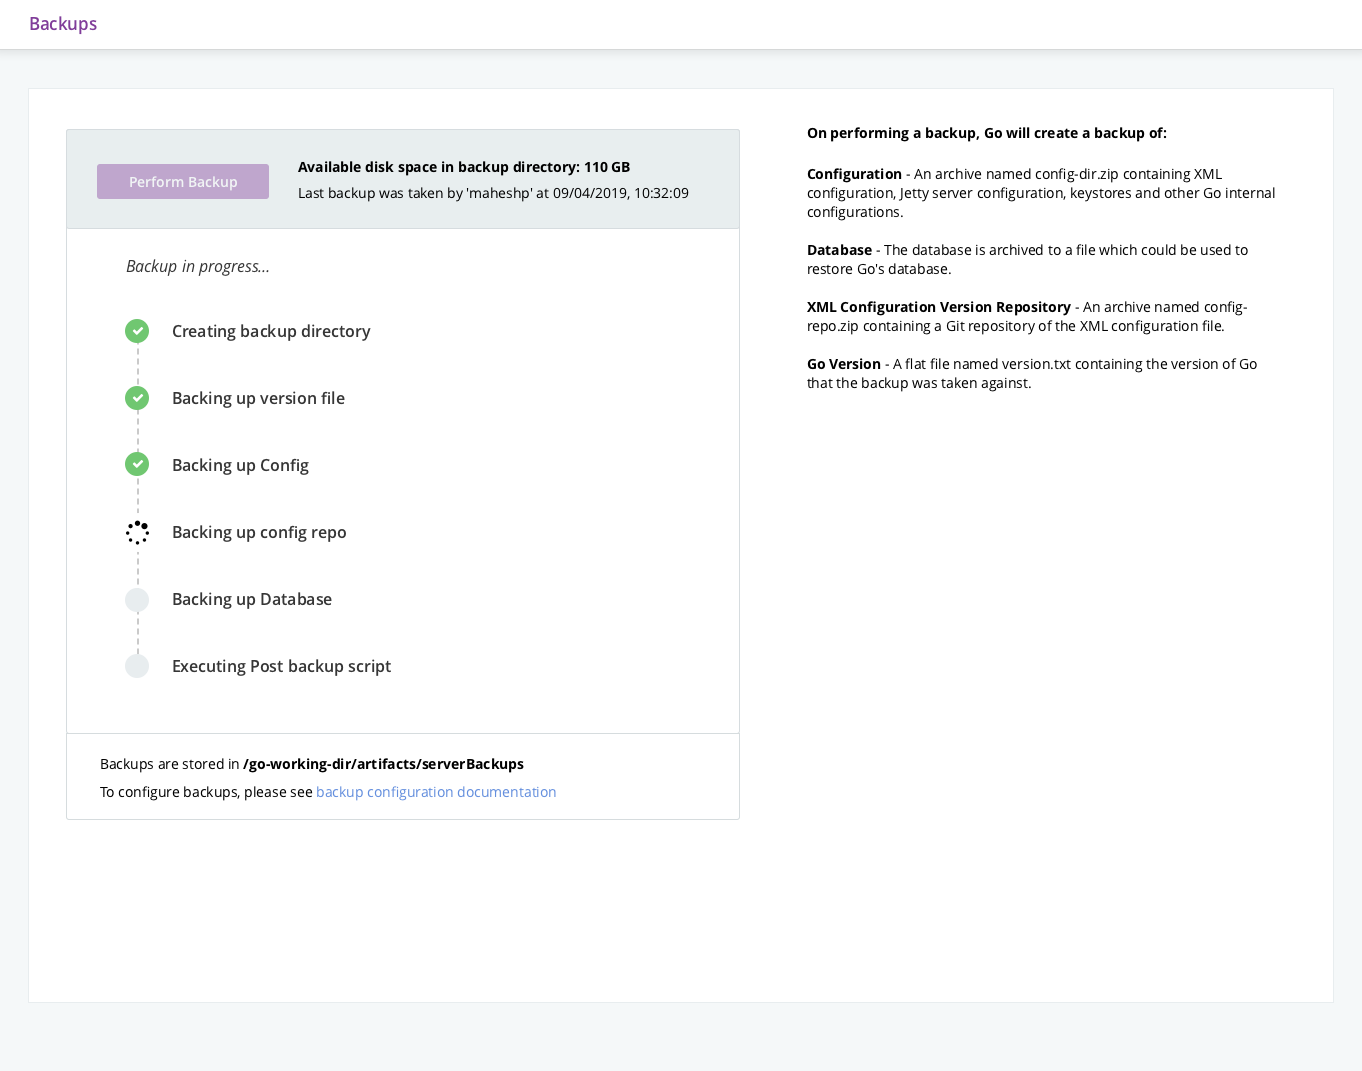 Backups
Perform Backup
Available disk space in backup directory: 110 GB
Last backup was taken by 'maheshp' at 09/04/2019, 10:32:09
Backup in progress...
Creating backup directory
Backing up version file
Backing up Config
Backing up config repo
Backing up Database
Executing Post backup script
Backups are stored in /go-working-dir/artifacts/serverBackups
To configure backups, please see backup configuration documentation
On performing a backup, Go will create a backup of:
Configuration - An archive named config-dir.zip containing XML
configuration, Jetty server configuration, keystores and other Go internal
configurations.
Database - The database is archived to a file which could be used to
restore Go's database.
XML Configuration Version Repository - An archive named config-
repo.zip containing a Git repository of the XML configuration file.
Go Version - A flat file named version.txt containing the version of Go
that the backup was taken against.